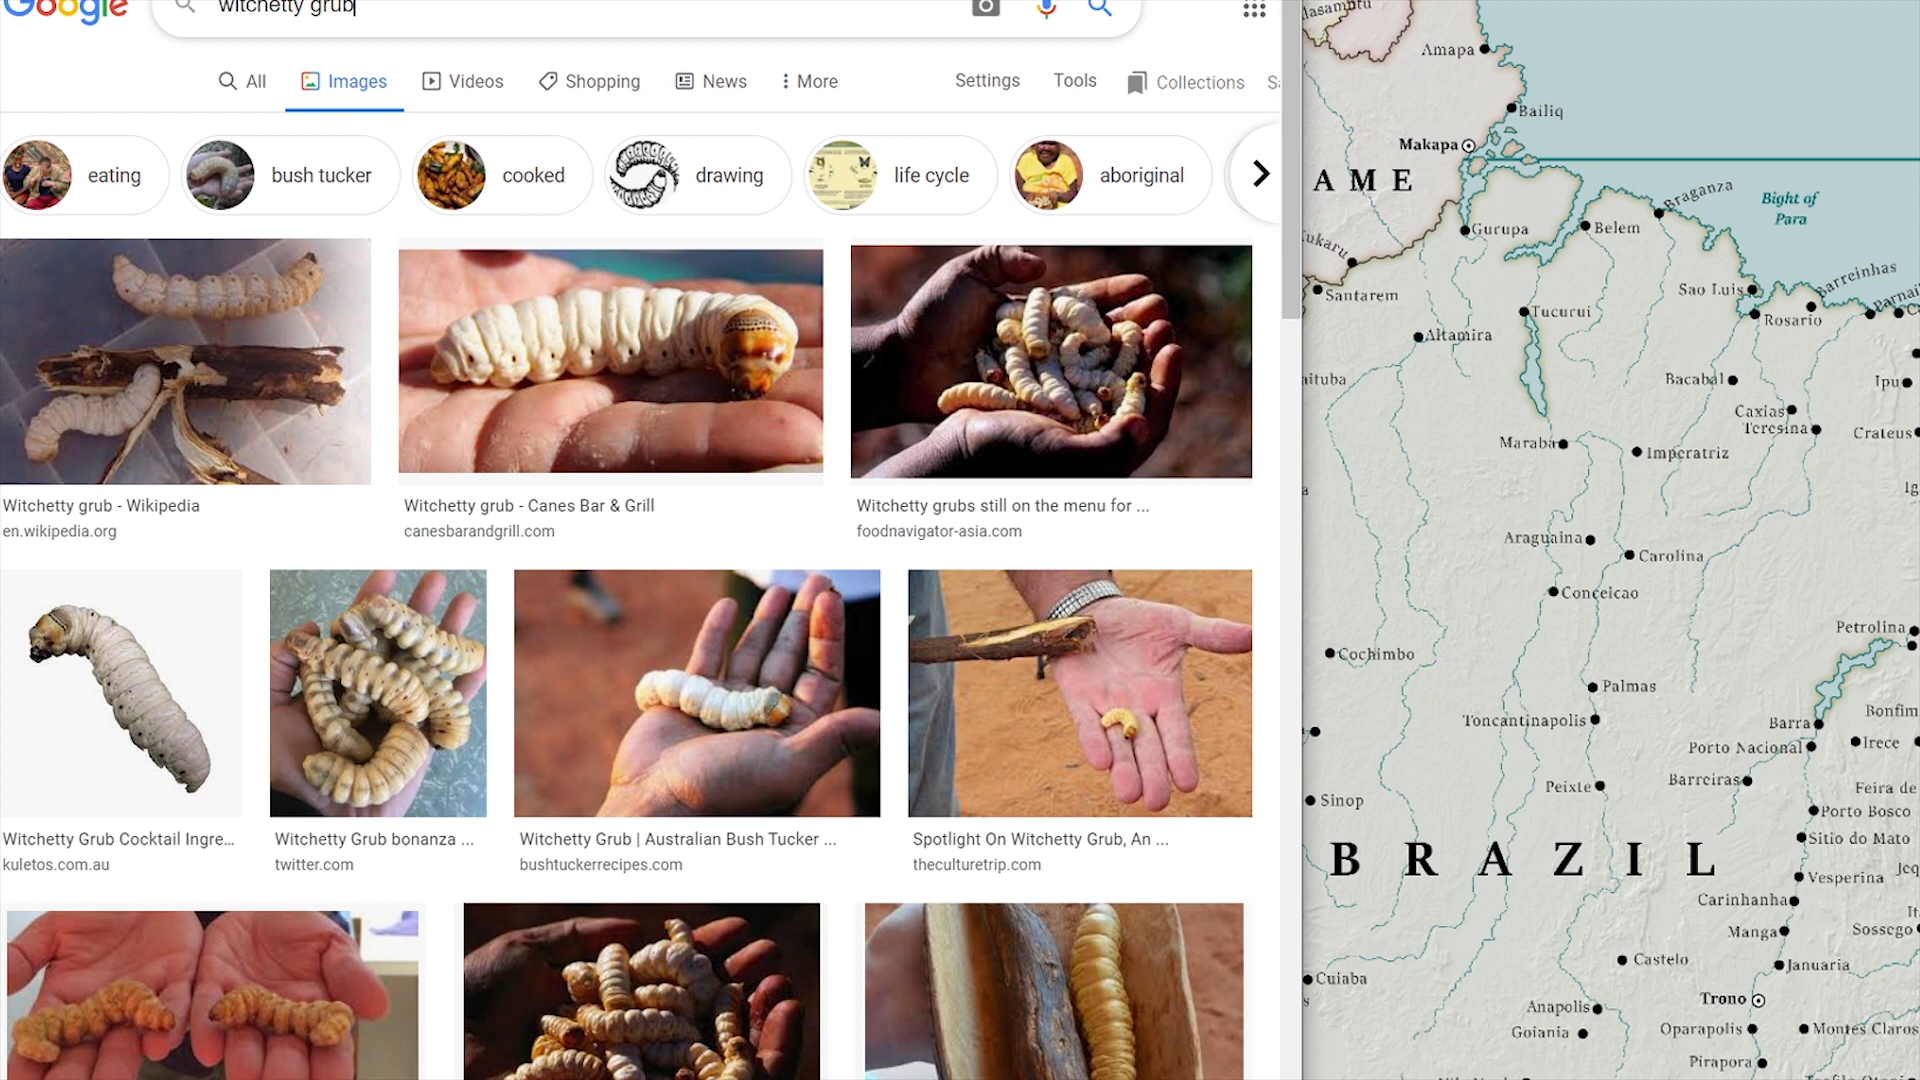 Google
witchetty grub
All Images Videos Shopping News More Settings Tools Collections
eating bush tucker cooked drawing life cycle aboriginal
Witchetty grub - Wikipedia
en.wikipedia.org
Witchetty grub - Canes Bar & Grill
canesbarandgrill.com
Witchetty grubs still on the menu for ...
foodnavigator-asia.com
Witchetty Grub Cocktail Ingre...
kuletos.com.au
Witchetty Grub bonanza ...
twitter.com
Witchetty Grub | Australian Bush Tucker ...
bushtuckerrecipes.com
Spotlight On Witchetty Grub, An ...
theculturetrip.com
Amapa
Bailiq
Makapa
AME
Braganza
Bight of
Para
Gurupa
Belem
Santarem
Sao Luis
Barreinhas
Rosario
Tucurui
Altamira
Bacabal
Ipu
Caxias
Teresina
Crateus
Maraba
Imperatriz
Araguaina
Carolina
Conceicao
Petrolina
Cochimbo
Palmas
Toncantinapolis
Barra
Bonfim
Porto Nacional
Irece
Barreiras
Peixte
Feira de
Sinop
Porto Bosco
Sitio do Mato
BRAZIL
Vesperina
Carinhanha
Manga
Sossego
Castelo
Januaria
Cuiaba
Trono
Anapolis
Goiania
Oparapolis
Montes Claros
Pirapora